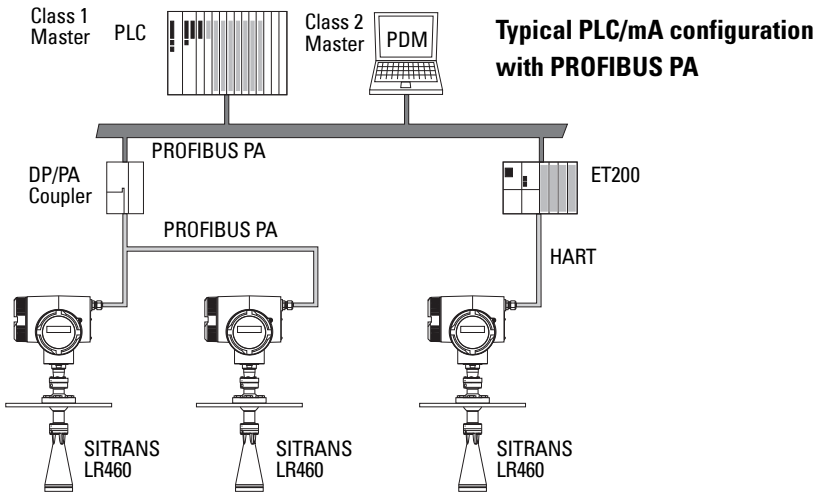 Typical PLC/mA configuration
with PROFIBUS PA
Class 1
Master
PLC
Class 2
Master
PDM
PROFIBUS PA
DP/PA
Coupler
ET200
PROFIBUS PA
HART
SITRANS
LR460
SITRANS
LR460
SITRANS
LR460